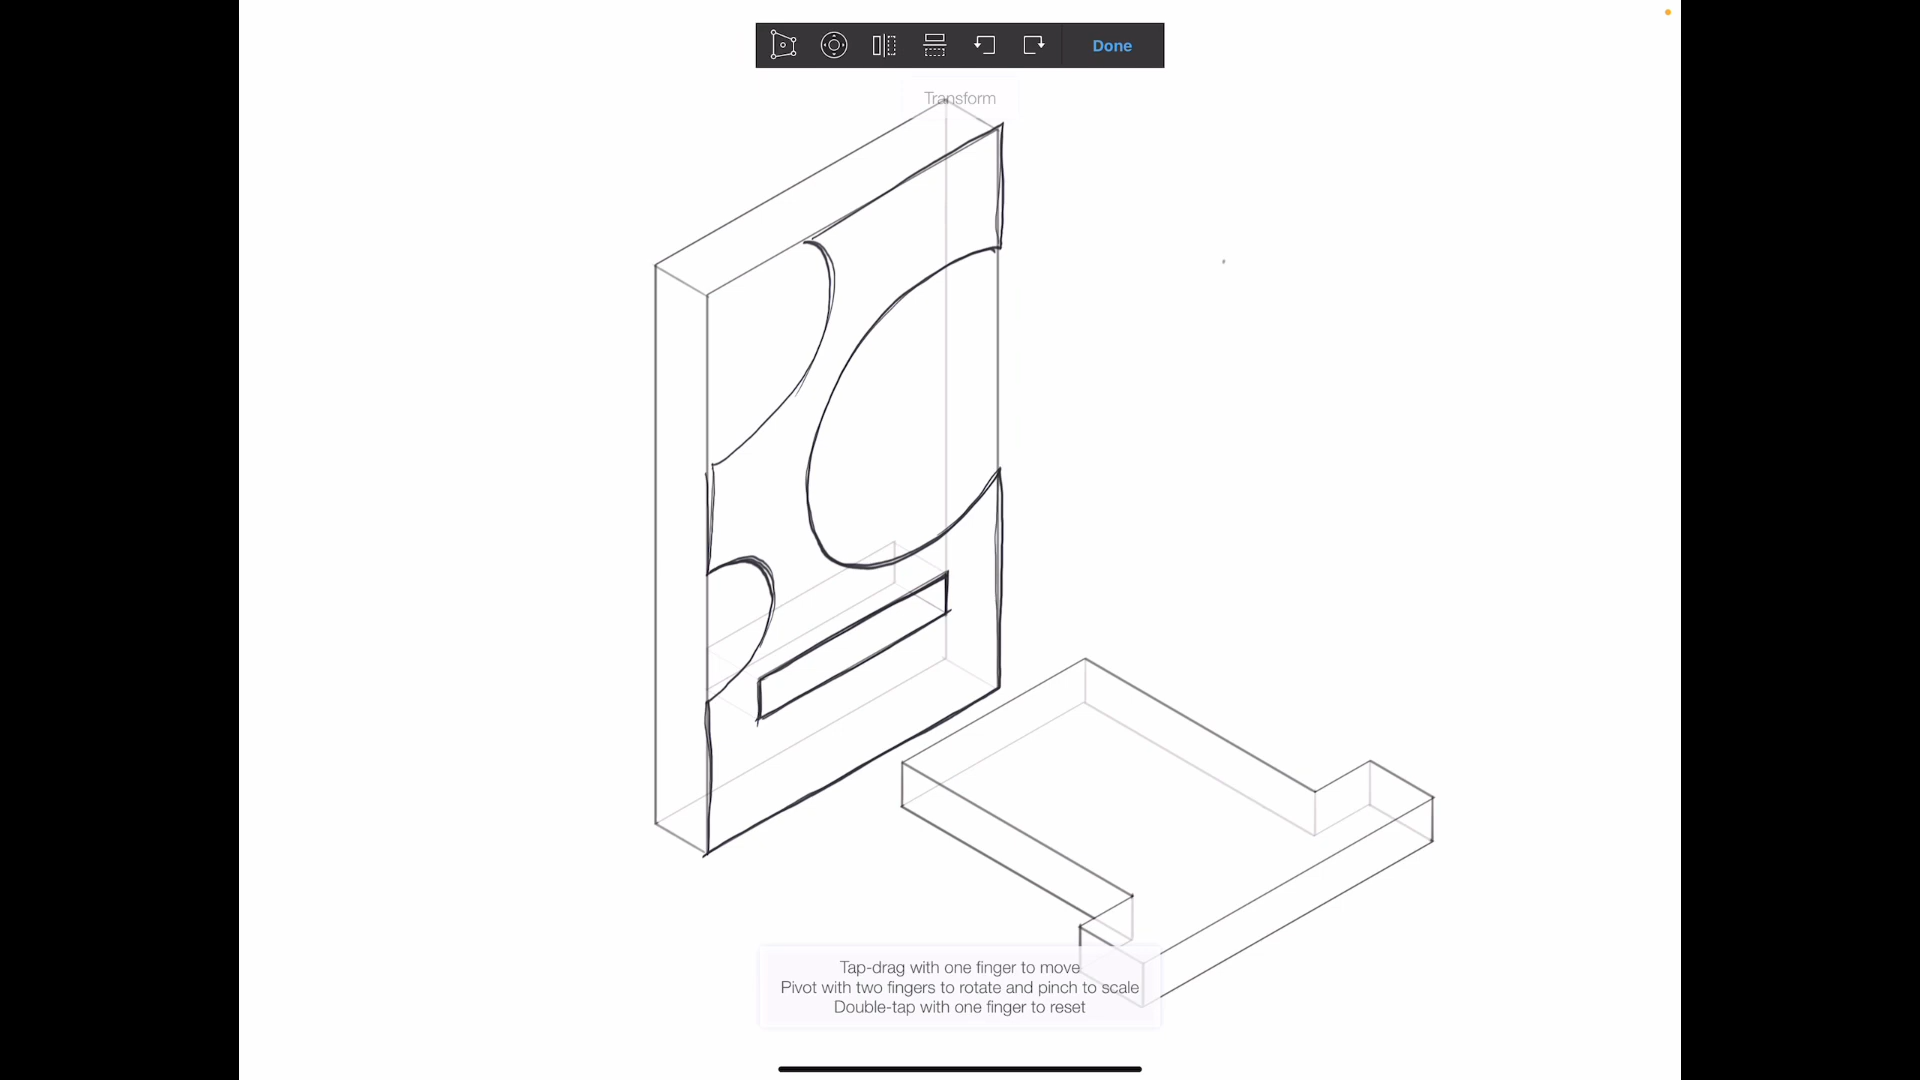 Done
Transform
Tap-drag with one finger to move
Pivot with two fingers to rotate and pinch to scale
Double-tap with one finger to reset